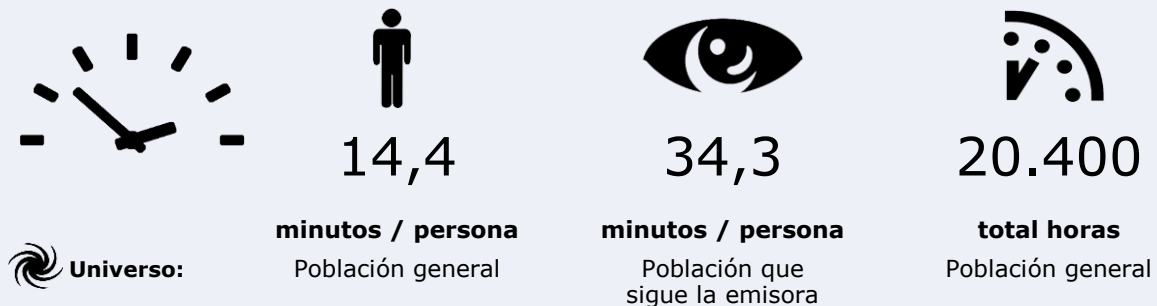 14,4
34,3
20.400
minutos / persona
minutos / persona
total horas
Universo:
Población general
Población que
sigue la emisora
Población general